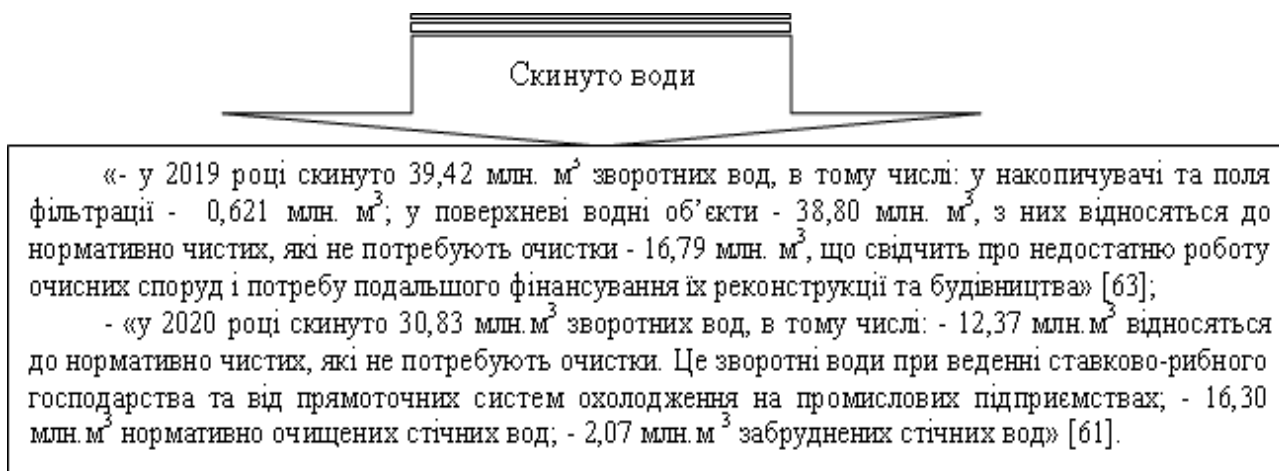 Скинуто води
«- у 2019 році скинуто 39,42 млн. м³ зворотних вод, в тому числі: у накопичувачі та поля
фільтрації - 0,621 млн. м³; у поверхневі водні об’єкти - 38,80 млн. м³, з них відносяться до
нормативно чистих, які не потребують очистки - 16,79 млн. м³, що свідчить про недостатню роботу
очисних споруд і потребу подальшого фінансування їх реконструкції та будівництва» [63];
- «у 2020 році скинуто 30,83 млн.м³ зворотних вод, в тому числі: - 12,37 млн.м³ відносяться
до нормативно чистих, які не потребують очистки. Це зворотні води при веденні ставково-рибного
господарства та від прямоточних систем охолодження на промислових підприємствах; - 16,30
млн.м³ нормативно очищених стічних вод; - 2,07 млн.м ³ забруднених стічних вод» [61].